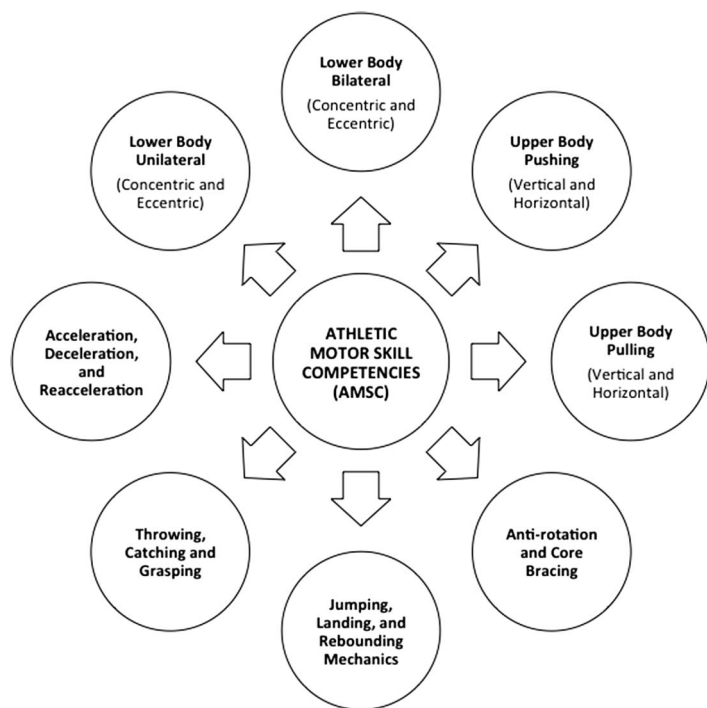 Lower Body
Bilateral
(Concentric and
Eccentric)
Lower Body
Unilateral
(Concentric and
Eccentric)
Upper Body
Pushing
(Vertical and
Horizontal)
Acceleration,
Deceleration,
and
Reacceleration
ATHLETIC
MOTOR SKILL
COMPETENCIES
(AMSC)
Upper Body
Pulling
(Vertical and
Horizontal)
Throwing,
Catching and
Grasping
Anti-rotation
and Core
Bracing
Jumping,
Landing, and
Rebounding
Mechanics